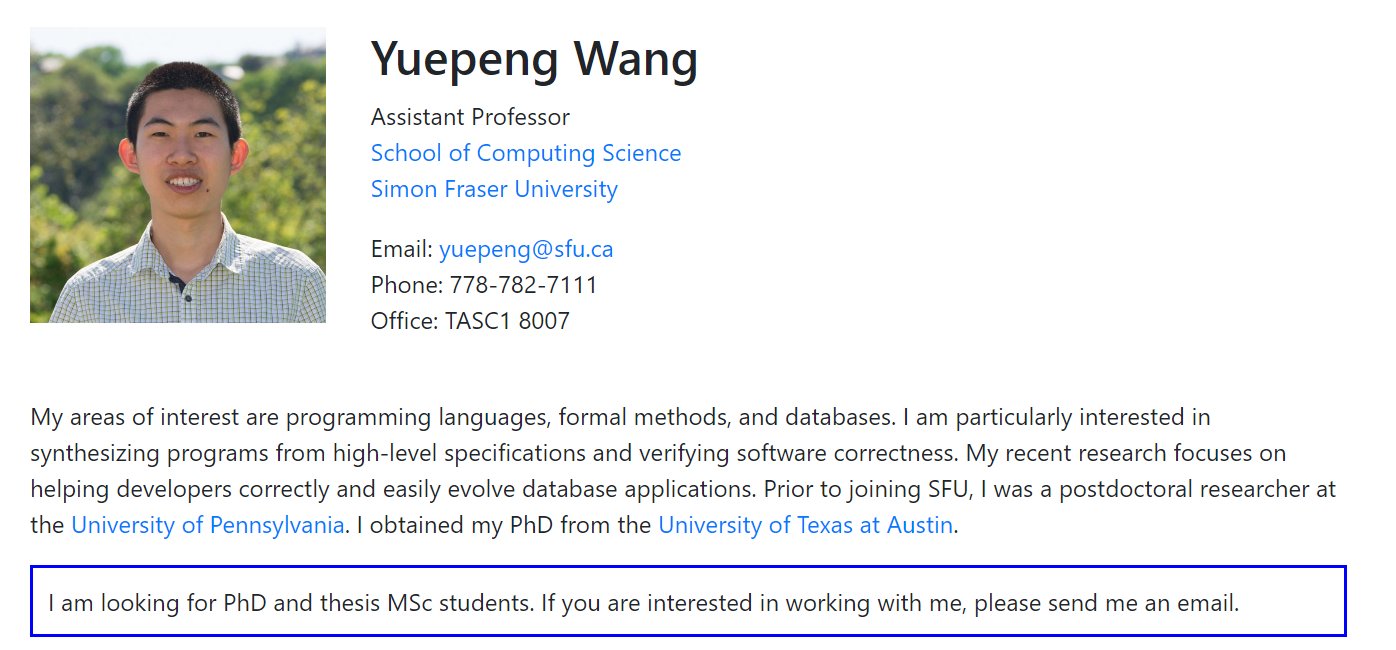 Yuepeng Wang
Assistant Professor
School of Computing Science
Simon Fraser University
Email: yuepeng@sfu.ca
Phone: 778-782-7111
Office: TASC1 8007
My areas of interest are programming languages, formal methods, and databases. I am particularly interested in
synthesizing programs from high-level specifications and verifying software correctness. My recent research focuses on
helping developers correctly and easily evolve database applications. Prior to joining SFU, I was a postdoctoral researcher at
the University of Pennsylvania. I obtained my PhD from the University of Texas at Austin.
I am looking for PhD and thesis MSc students. If you are interested in working with me, please send me an email.